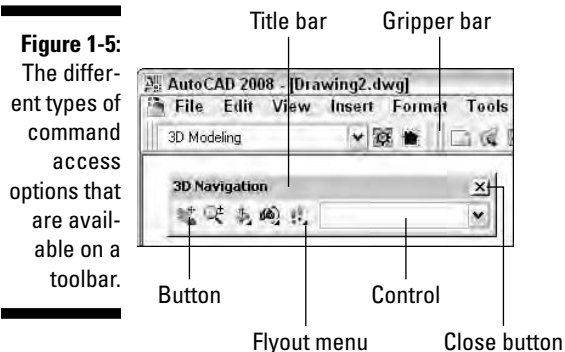 Title bar Gripper bar
Figure 1-5:
The differ-
ent types of
command
access
options that
are avail-
able on a
toolbar.
AutoCAD 2008 - [Drawing2.dwg]
File Edit View Insert Format Tools
3D Modeling
3D Navigation
Button Control
Flyout menu Close button